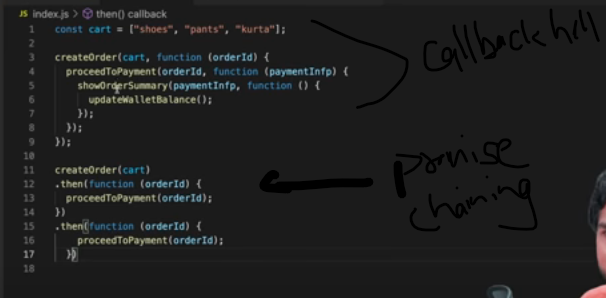 JS index.js > then() callback
1 const cart = ["shoes", "pants", "kurta"];
2
3 createOrder(cart, function (orderId) {
4 proceedToPayment(orderId, function (paymentInfp) {
5 showOrderSummary(paymentInfp, function () {
6 updateWalletBalance();
7 });
8 });
9 });
10
11 createOrder(cart)
12 .then(function (orderId) {
13 proceedToPayment(orderId);
14 })
15 .then(function (orderId) {
16 proceedToPayment(orderId);
17 })
18
Callback hell
promise
chaining